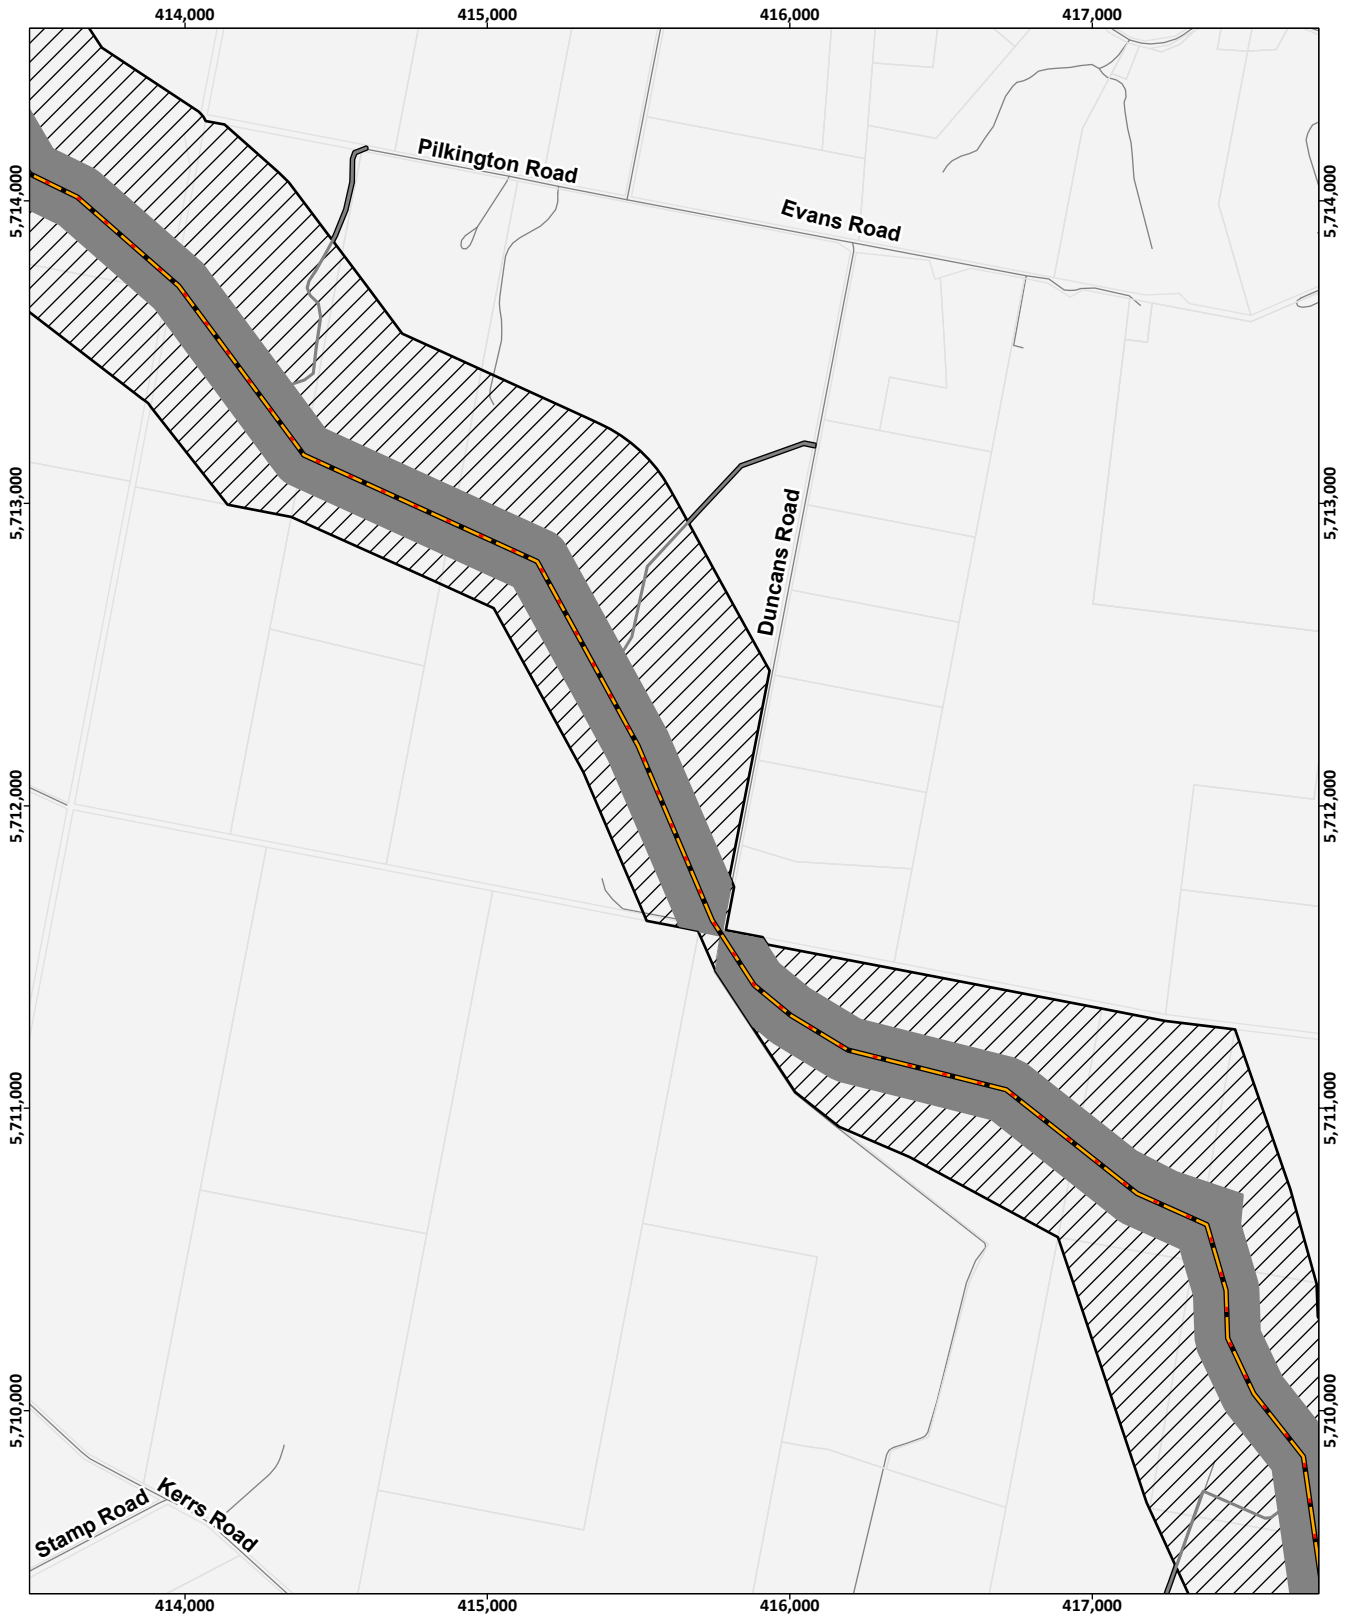 414,000 415,000 416,000 417,000
Pilkington Road
5,714,000 5,714,000
Evans Road
5,713,000 5,713,000
Duncans Road
5,712,000 5,712,000
5,711,000 5,711,000
5,710,000 5,710,000
Stamp Road
Kerrs Road
414,000 415,000 416,000 417,000